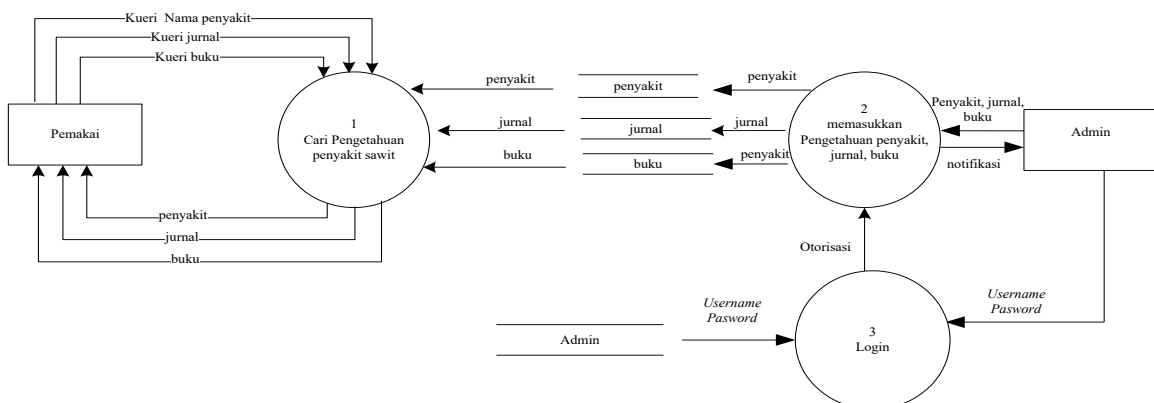 Kueri Nama penyakit
Kueri jurnal
Kueri buku
Pemakai
1
Cari Pengetahuan
penyakit sawit
penyakit
jurnal
buku
penyakit
jurnal
buku
penyakit
jurnal
buku
penyakit
jurnal
penyakit
2
memasukkan
Pengetahuan penyakit,
jurnal, buku
Penyakit, jurnal,
buku
notifikasi
Admin
Otorisasi
Username
Pasword
Admin
Username
Pasword
3
Login